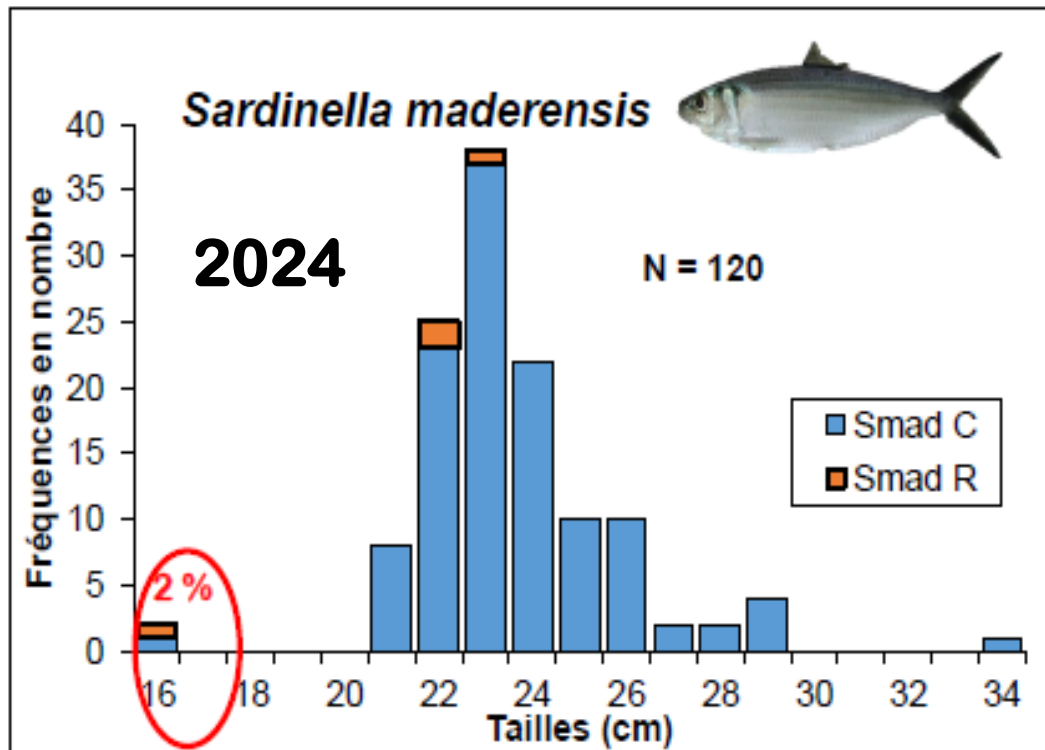 Sardinella maderensis
2024
N = 120
Fréquences en nombre
40
35
30
25
20
15
10
5
0
2 %
Smad C
Smad R
16 18 20 22 24 26 28 30 32 34
Tailles (cm)